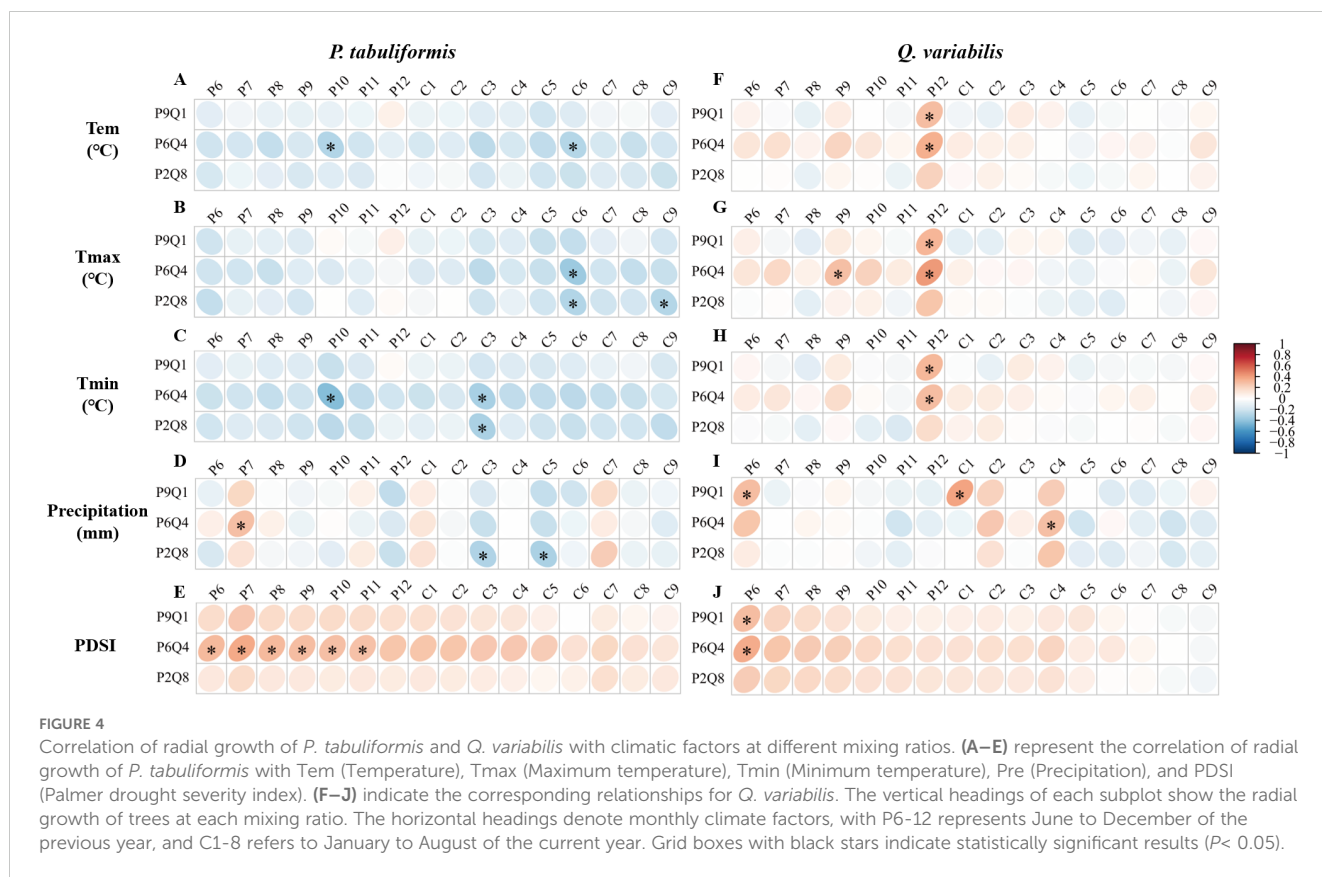 P. tabuliformis Q. variabilis
A F
P6 P7 P8 P9 P10 P11 P12 C1 C2 C3 C4 C5 C6 C7 C8 C9 P6 P7 P8 P9 P10 P11 P12 C1 C2 C3 C4 C5 C6 C7 C8 C9
Tem
(°C)
P9Q1 * P9Q1
P6Q4 * * P6Q4 *
P2Q8 P2Q8
B G
P6 P7 P8 P9 P10 P11 P12 C1 C2 C3 C4 C5 C6 C7 C8 C9 P6 P7 P8 P9 P10 P11 P12 C1 C2 C3 C4 C5 C6 C7 C8 C9
Tmax
(°C)
P9Q1 P9Q1 *
P6Q4 * P6Q4 * *
P2Q8 * * P2Q8
C H
P6 P7 P8 P9 P10 P11 P12 C1 C2 C3 C4 C5 C6 C7 C8 C9 P6 P7 P8 P9 P10 P11 P12 C1 C2 C3 C4 C5 C6 C7 C8 C9
Tmin
(°C)
P9Q1 P9Q1 *
P6Q4 * * P6Q4 *
P2Q8 * P2Q8
1
0.8
0.6
0.4
0.2
0
−0.2
−0.4
−0.6
−0.8
−1
D I
P6 P7 P8 P9 P10 P11 P12 C1 C2 C3 C4 C5 C6 C7 C8 C9 P6 P7 P8 P9 P10 P11 P12 C1 C2 C3 C4 C5 C6 C7 C8 C9
Precipitation
(mm)
P9Q1 P9Q1 * *
P6Q4 * P6Q4 *
P2Q8 * * P2Q8
E J
P6 P7 P8 P9 P10 P11 P12 C1 C2 C3 C4 C5 C6 C7 C8 C9 P6 P7 P8 P9 P10 P11 P12 C1 C2 C3 C4 C5 C6 C7 C8 C9
PDSI
P9Q1 P9Q1 *
P6Q4 * * * * * * P6Q4 *
P2Q8 P2Q8
FIGURE 4
Correlation of radial growth of P. tabuliformis and Q. variabilis with climatic factors at different mixing ratios. (A–E) represent the correlation of radial
growth of P. tabuliformis with Tem (Temperature), Tmax (Maximum temperature), Tmin (Minimum temperature), Pre (Precipitation), and PDSI
(Palmer drought severity index). (F–J) indicate the corresponding relationships for Q. variabilis. The vertical headings of each subplot show the radial
growth of trees at each mixing ratio. The horizontal headings denote monthly climate factors, with P6-12 represents June to December of the
previous year, and C1-8 refers to January to August of the current year. Grid boxes with black stars indicate statistically significant results (P< 0.05).